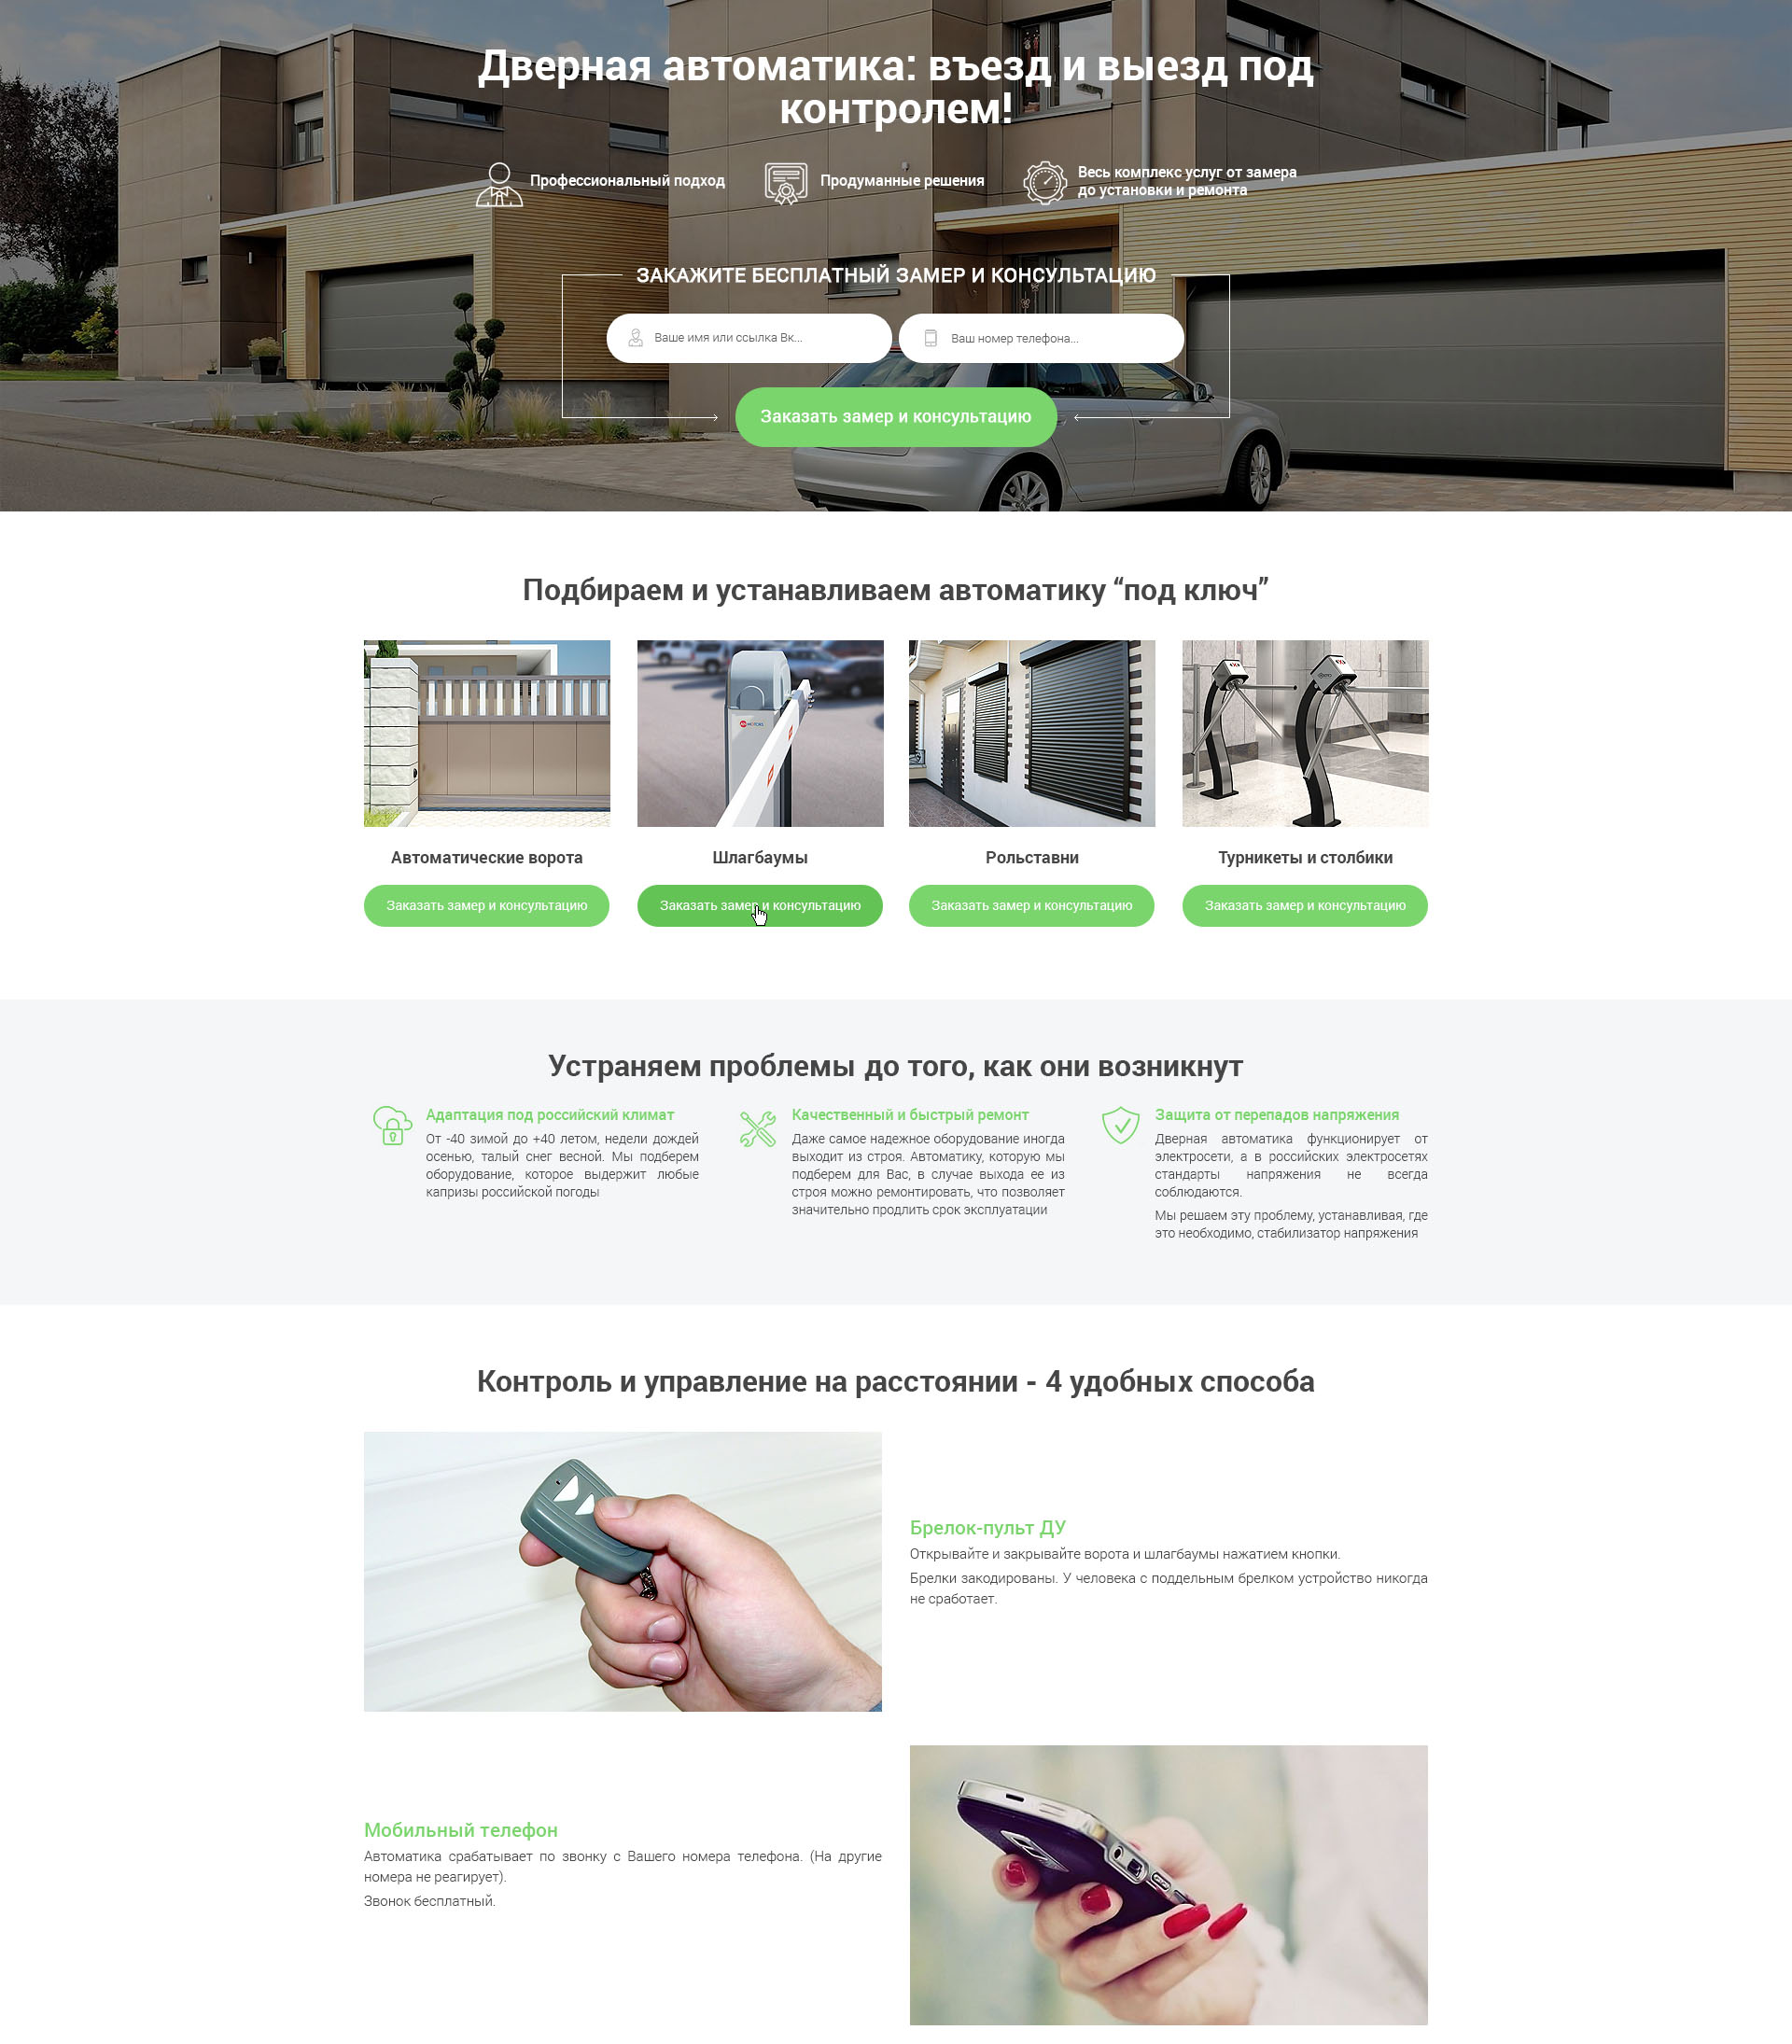 Дверная автоматика: въезд и выезд под
контролем!
Профессиональный подход
Продуманные решения
Весь комплекс услуг от замера
до установки и ремонта
ЗАКАЖИТЕ БЕСПЛАТНЫЙ ЗАМЕР И КОНСУЛЬТАЦИЮ
Ваше имя или ссылка Вк...
Ваш номер телефона...
Заказать замер и консультацию
Подбираем и устанавливаем автоматику “под ключ”
Автоматические ворота
Шлагбаумы
Рольставни
Турникеты и столбики
Заказать замер и консультацию
Заказать замер и консультацию
Заказать замер и консультацию
Заказать замер и консультацию
Устраняем проблемы до того, как они возникнут
Адаптация под российский климат
От -40 зимой до +40 летом, недели дождей
осенью, талый снег весной. Мы подберем
оборудование, которое выдержит любые
капризы российской погоды
Качественный и быстрый ремонт
Даже самое надежное оборудование иногда
выходит из строя. Автоматику, которую мы
подберем для Вас, в случае выхода ее из
строя можно ремонтировать, что позволяет
значительно продлить срок эксплуатации
Защита от перепадов напряжения
Дверная автоматика функционирует от
электросети, а в российских электросетях
стандарты напряжения не всегда
соблюдаются.
Мы решаем эту проблему, устанавливая, где
это необходимо, стабилизатор напряжения
Контроль и управление на расстоянии - 4 удобных способа
Брелок-пульт ДУ
Открывайте и закрывайте ворота и шлагбаумы нажатием кнопки.
Брелки закодированы. У человека с поддельным брелком устройство никогда
не сработает.
Мобильный телефон
Автоматика срабатывает по звонку с Вашего номера телефона. (На другие
номера не реагирует).
Звонок бесплатный.